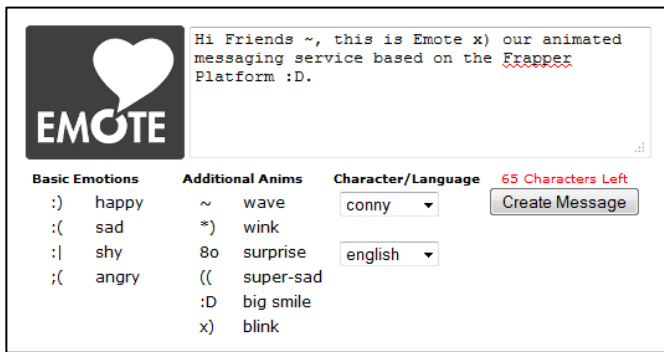 EMOTE
Hi Friends ~, this is Emote x) our animated
messaging service based on the Frapper
Platform :D.
Basic Emotions Additional Anims Character/Language 65 Characters Left
:) happy ~ wave conny Create Message
:( sad *) wink
:| shy 8o surprise english
;( angry (( super-sad
:D big smile
x) blink